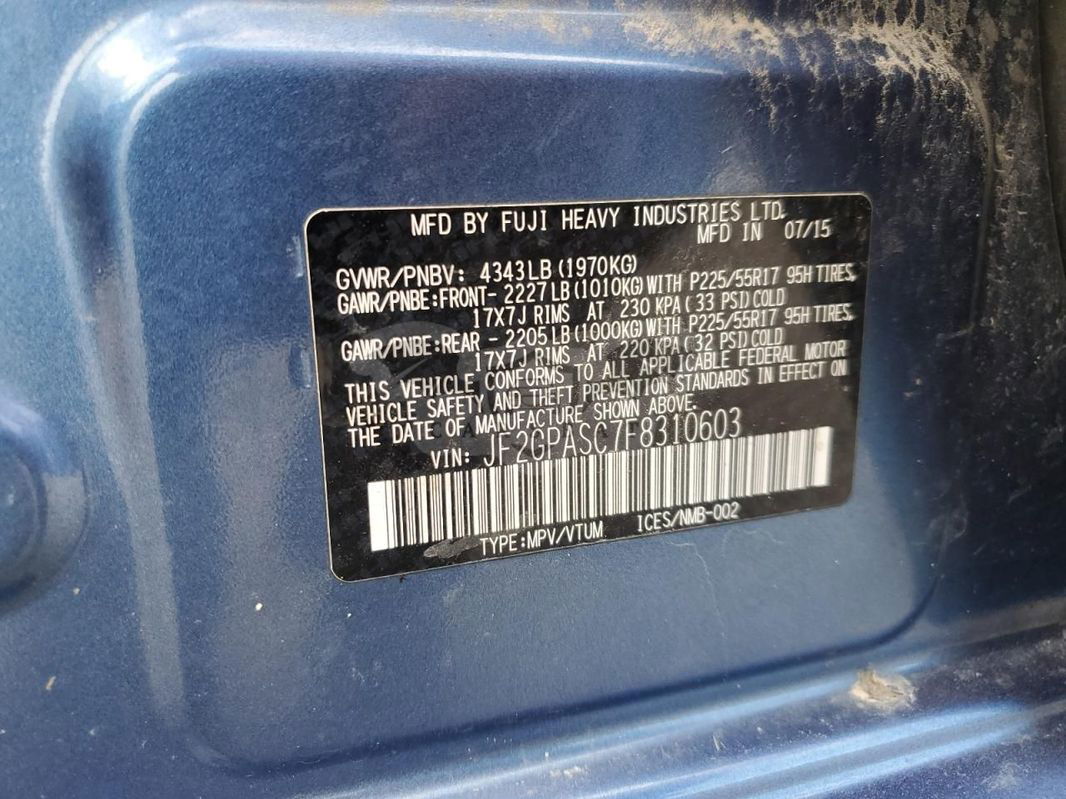 MFD BY FUJI HEAVY INDUSTRIES LTD.
MFD IN 07/15
GVWR/PNBV: 4343LB(1970KG)
GAWR/PNBE:FRONT- 2227LB(1010KG)WITH P225/55R17 95H TIRES,
17X7J RIMS AT 230 KPA( 33 PSI)COLD
GAWR/PNBE:REAR - 2205LB(1000KG)WITH P225/55R17 95H TIRES,
17X7J RIMS AT 220 KPA( 32 PSI)COLD
THIS VEHICLE CONFORMS TO ALL APPLICABLE FEDERAL MOTOR
VEHICLE SAFETY AND THEFT PREVENTION STANDARDS IN EFFECT ON
THE DATE OF MANUFACTURE SHOWN ABOVE.
VIN: JF2GPASC7F8310603
TYPE:MPV/VTUM ICES/NMB-002